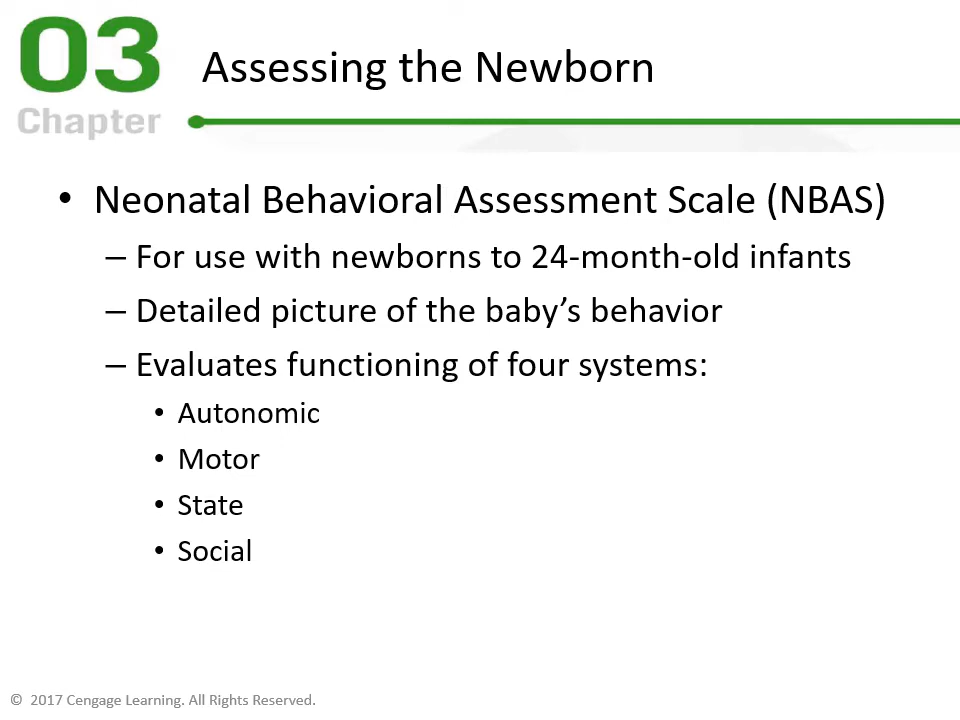 03
Chapter
Assessing the Newborn
• Neonatal Behavioral Assessment Scale (NBAS)
– For use with newborns to 24-month-old infants
– Detailed picture of the baby’s behavior
– Evaluates functioning of four systems:
• Autonomic
• Motor
• State
• Social
© 2017 Cengage Learning. All Rights Reserved.